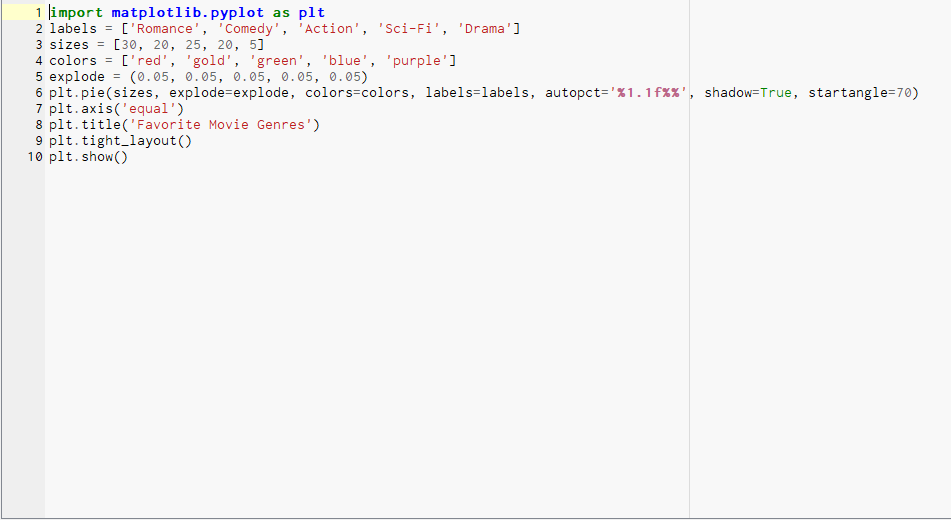 1 import matplotlib.pyplot as plt
2 labels = ['Romance', 'Comedy', 'Action', 'Sci-Fi', 'Drama']
3 sizes = [30, 20, 25, 20, 5]
4 colors = ['red', 'gold', 'green', 'blue', 'purple']
5 explode = (0.05, 0.05, 0.05, 0.05, 0.05)
6 plt.pie(sizes, explode=explode, colors=colors, labels=labels, autopct='%1.1f%%', shadow=True, startangle=70)
7 plt.axis('equal')
8 plt.title('Favorite Movie Genres')
9 plt.tight_layout()
10 plt.show()